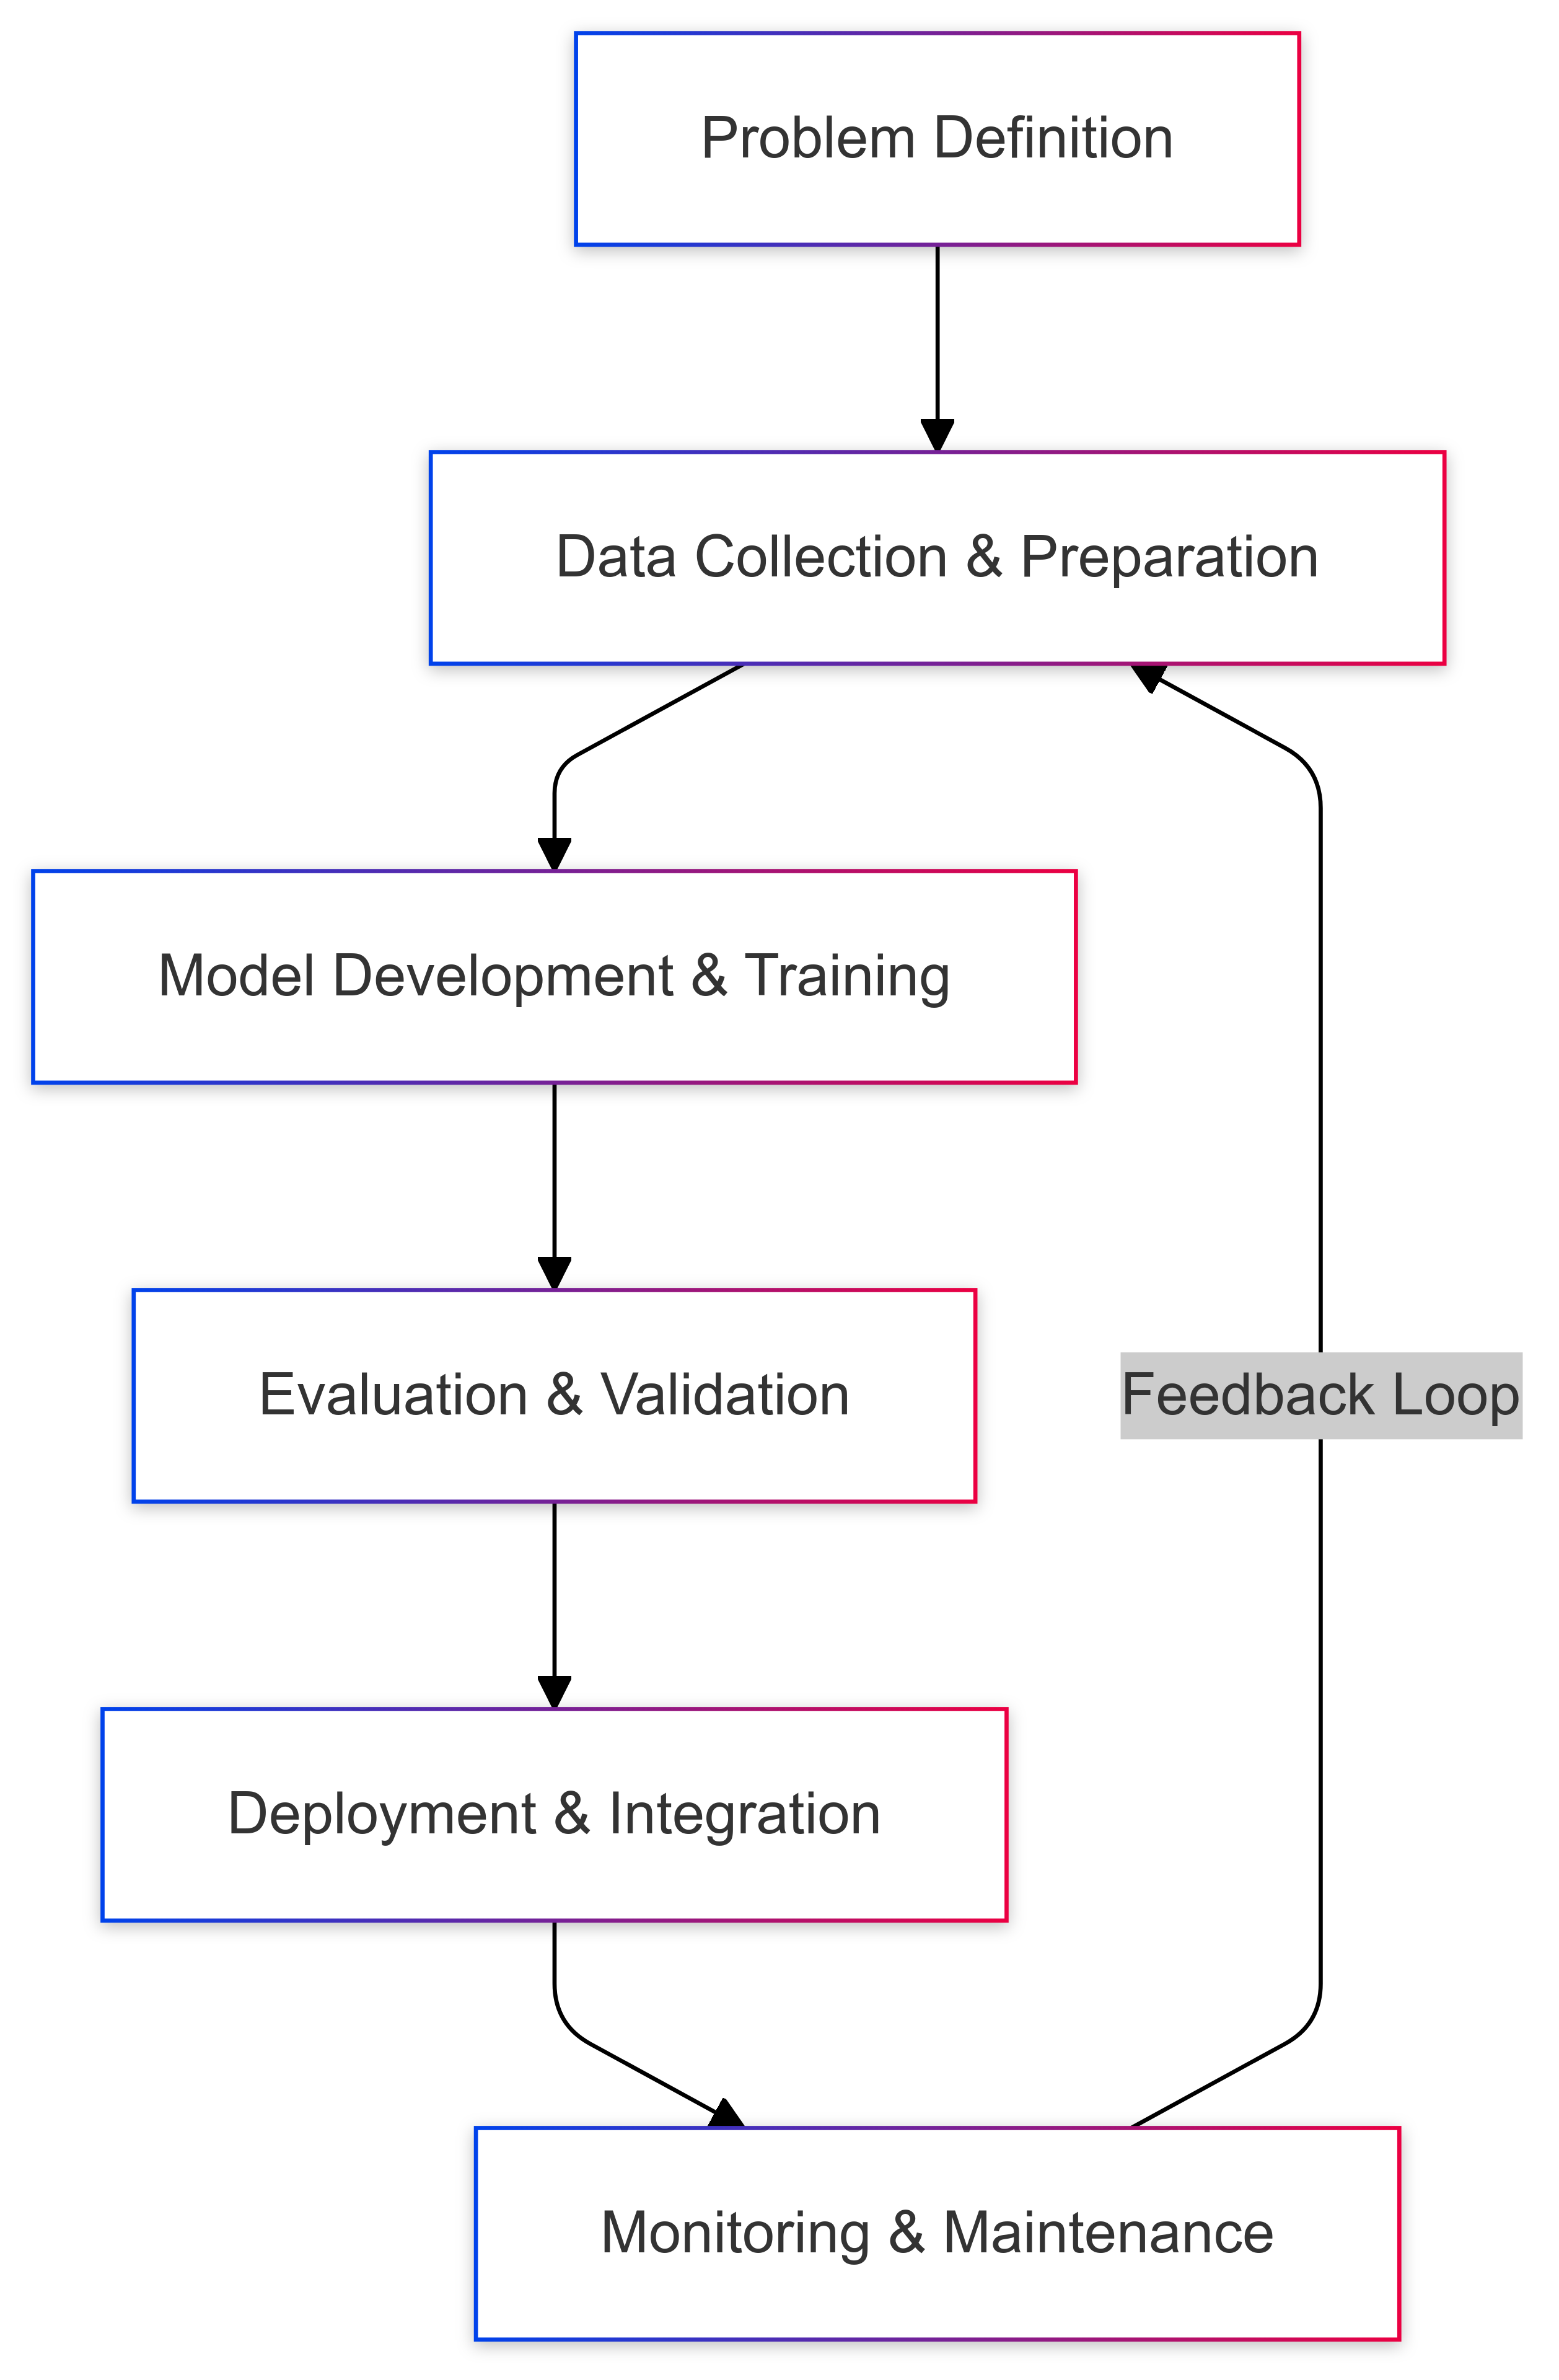 Problem Definition
Data Collection & Preparation
Model Development & Training
Evaluation & Validation
Feedback Loop
Deployment & Integration
Monitoring & Maintenance